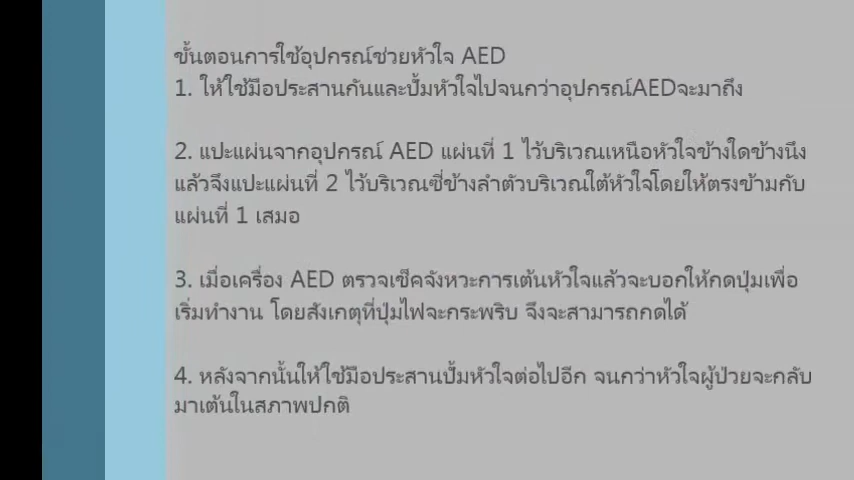 ขั้นตอนการใช้อุปกรณ์ช่วยหัวใจ AED
1. ให้ใช้มือประสานกันและปั้มหัวใจไปจนกว่าอุปกรณ์AEDจะมาถึง
2. แปะแผ่นจากอุปกรณ์ AED แผ่นที่ 1 ไว้บริเวณเหนือหัวใจข้างใดข้างนึง
แล้วจึงแปะแผ่นที่ 2 ไว้บริเวณซี่ข้างลำตัวบริเวณใต้หัวใจโดยให้ตรงข้ามกับ
แผ่นที่ 1 เสมอ
3. เมื่อเครื่อง AED ตรวจเช็คจังหวะการเต้นหัวใจแล้วจะบอกให้กดปุ่มเพื่อ
เริ่มทำงาน โดยสังเกตุที่ปุ่มไฟจะกระพริบ จึงจะสามารถกดได้
4. หลังจากนั้นให้ใช้มือประสานปั้มหัวใจต่อไปอีก จนกว่าหัวใจผู้ป่วยจะกลับ
มาเต้นในสภาพปกติ